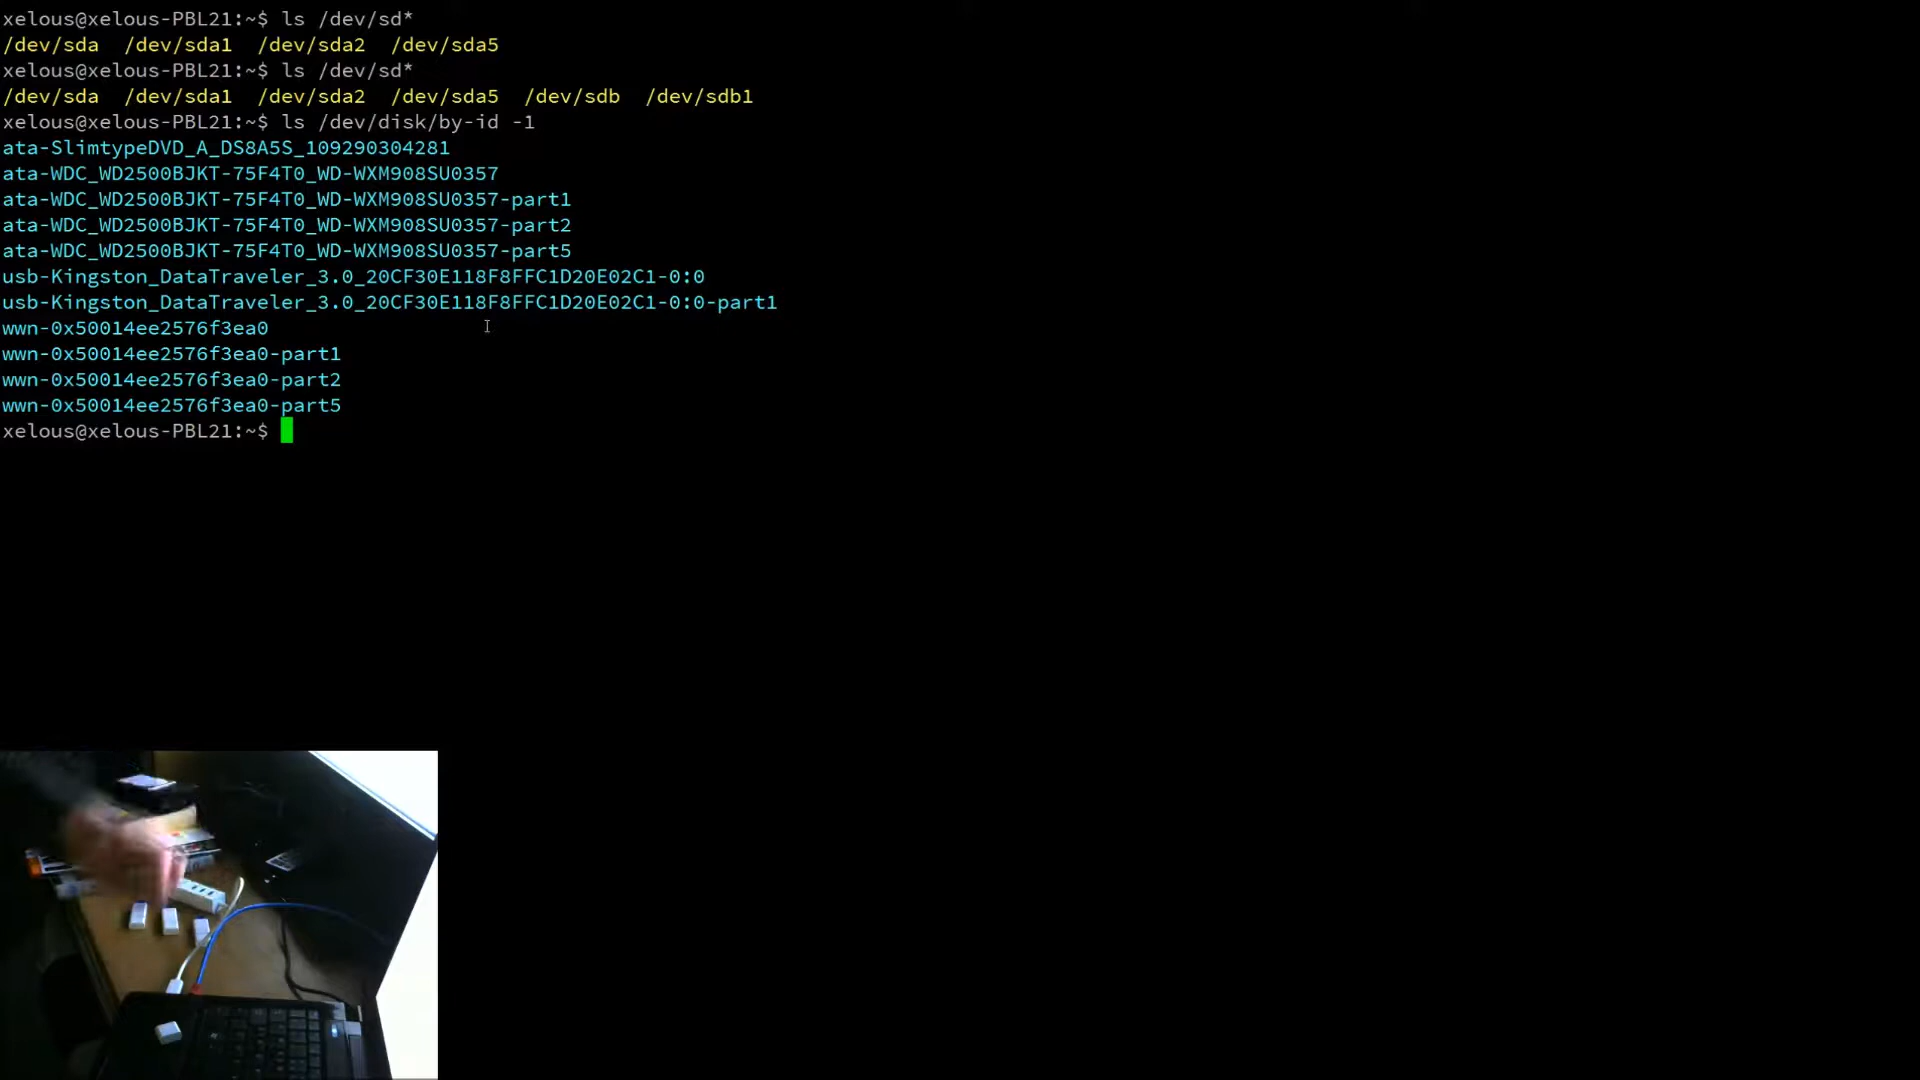 xelous@xelous-PBL21:~$ ls /dev/sd*
/dev/sda  /dev/sda1  /dev/sda2  /dev/sda5
xelous@xelous-PBL21:~$ ls /dev/sd*
/dev/sda  /dev/sda1  /dev/sda2  /dev/sda5  /dev/sdb  /dev/sdb1
xelous@xelous-PBL21:~$ ls /dev/disk/by-id -1
ata-SlimtypeDVD_A_DS8A5S_109290304281
ata-WDC_WD2500BJKT-75F4T0_WD-WXM908SU0357
ata-WDC_WD2500BJKT-75F4T0_WD-WXM908SU0357-part1
ata-WDC_WD2500BJKT-75F4T0_WD-WXM908SU0357-part2
ata-WDC_WD2500BJKT-75F4T0_WD-WXM908SU0357-part5
usb-Kingston_DataTraveler_3.0_20CF30E118F8FFC1D20E02C1-0:0
usb-Kingston_DataTraveler_3.0_20CF30E118F8FFC1D20E02C1-0:0-part1
wwn-0x50014ee2576f3ea0
wwn-0x50014ee2576f3ea0-part1
wwn-0x50014ee2576f3ea0-part2
wwn-0x50014ee2576f3ea0-part5
xelous@xelous-PBL21:~$